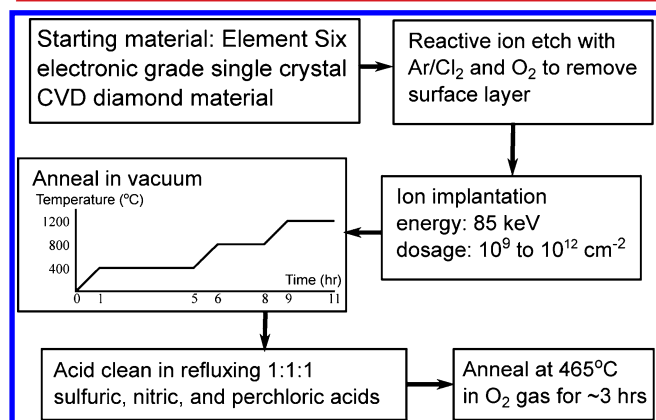 Starting material: Element Six
electronic grade single crystal
CVD diamond material
Reactive ion etch with
Ar/Cl₂ and O₂ to remove
surface layer
Ion implantation
energy: 85 keV
dosage: 10⁹ to 10¹² cm⁻²
Anneal in vacuum
Temperature (ºC)
1200
800
400
Time (hr)
0 1 5 6 8 9 11
Acid clean in refluxing 1:1:1
sulfuric, nitric, and perchloric acids
Anneal at 465ºC
in O₂ gas for ~3 hrs